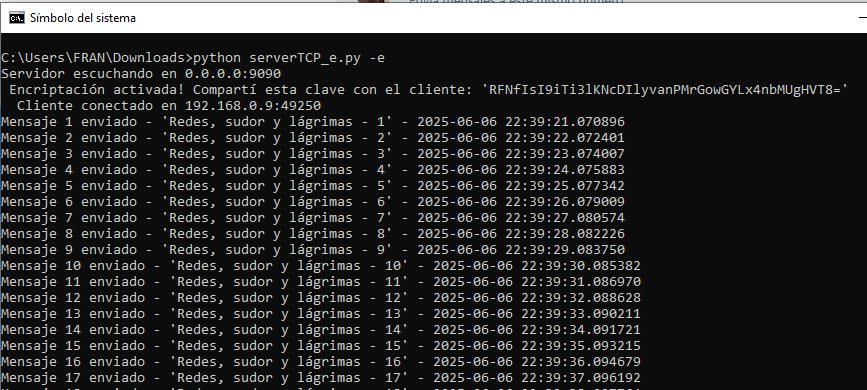 Envía mensajes a este mismo número
Símbolo del sistema
C:\Users\FRAN\Downloads>python serverTCP_e.py -e
Servidor escuchando en 0.0.0.0:9090
Encriptación activada! Compartí esta clave con el cliente: 'RFNfIsI9iTi3lKNcDIlyvanPMrGowGYLx4nbMUgHVT8='
Cliente conectado en 192.168.0.9:49250
Mensaje 1 enviado - 'Redes, sudor y lágrimas - 1' - 2025-06-06 22:39:21.070896
Mensaje 2 enviado - 'Redes, sudor y lágrimas - 2' - 2025-06-06 22:39:22.072401
Mensaje 3 enviado - 'Redes, sudor y lágrimas - 3' - 2025-06-06 22:39:23.074007
Mensaje 4 enviado - 'Redes, sudor y lágrimas - 4' - 2025-06-06 22:39:24.075883
Mensaje 5 enviado - 'Redes, sudor y lágrimas - 5' - 2025-06-06 22:39:25.077342
Mensaje 6 enviado - 'Redes, sudor y lágrimas - 6' - 2025-06-06 22:39:26.079009
Mensaje 7 enviado - 'Redes, sudor y lágrimas - 7' - 2025-06-06 22:39:27.080574
Mensaje 8 enviado - 'Redes, sudor y lágrimas - 8' - 2025-06-06 22:39:28.082226
Mensaje 9 enviado - 'Redes, sudor y lágrimas - 9' - 2025-06-06 22:39:29.083750
Mensaje 10 enviado - 'Redes, sudor y lágrimas - 10' - 2025-06-06 22:39:30.085382
Mensaje 11 enviado - 'Redes, sudor y lágrimas - 11' - 2025-06-06 22:39:31.086970
Mensaje 12 enviado - 'Redes, sudor y lágrimas - 12' - 2025-06-06 22:39:32.088628
Mensaje 13 enviado - 'Redes, sudor y lágrimas - 13' - 2025-06-06 22:39:33.090211
Mensaje 14 enviado - 'Redes, sudor y lágrimas - 14' - 2025-06-06 22:39:34.091721
Mensaje 15 enviado - 'Redes, sudor y lágrimas - 15' - 2025-06-06 22:39:35.093215
Mensaje 16 enviado - 'Redes, sudor y lágrimas - 16' - 2025-06-06 22:39:36.094679
Mensaje 17 enviado - 'Redes, sudor y lágrimas - 17' - 2025-06-06 22:39:37.096192